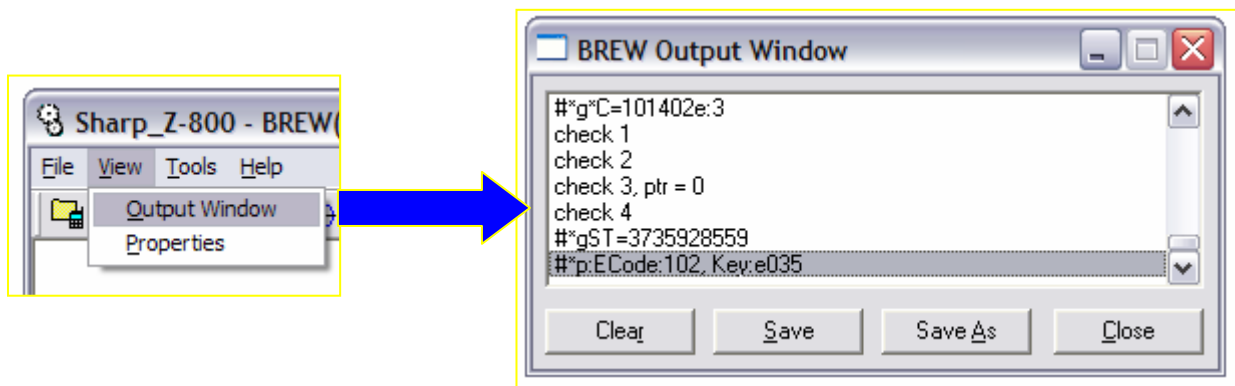 Sharp_Z-800 - BREW(
File View Tools Help
Output Window
Properties
BREW Output Window
#*g*C=101402e:3
check 1
check 2
check 3, ptr = 0
check 4
#*gST=3735928559
#*p:ECode:102, Key:e035
Clear Save Save As Close